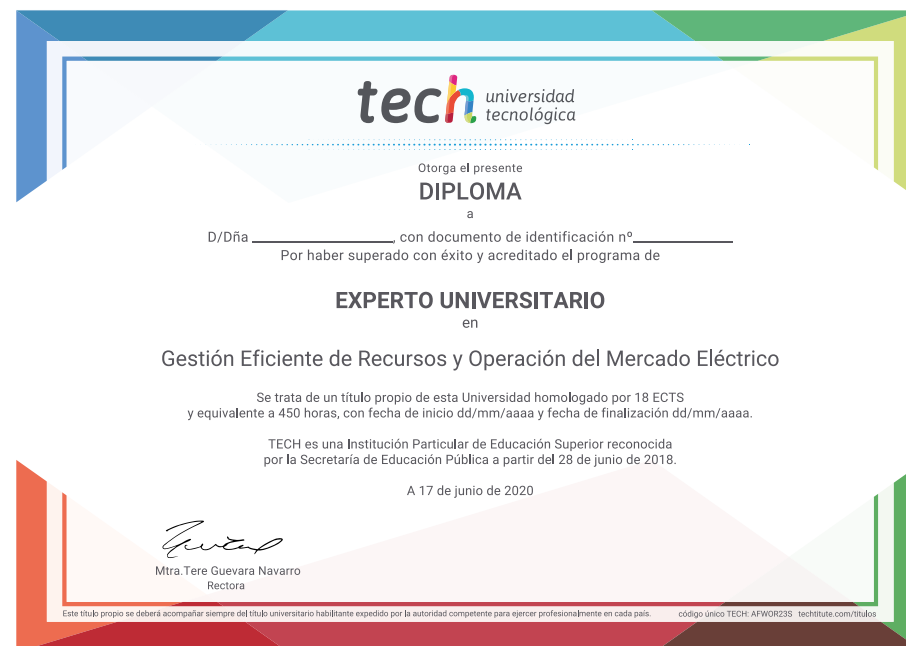 tech universidad
tecnológica
Otorga el presente
DIPLOMA
a
D/Dña ____________________, con documento de identificación nº______________
Por haber superado con éxito y acreditado el programa de
EXPERTO UNIVERSITARIO
en
Gestión Eficiente de Recursos y Operación del Mercado Eléctrico
Se trata de un título propio de esta Universidad homologado por 18 ECTS
y equivalente a 450 horas, con fecha de inicio dd/mm/aaaa y fecha de finalización dd/mm/aaaa.
TECH es una Institución Particular de Educación Superior reconocida
por la Secretaría de Educación Pública a partir del 28 de junio de 2018.
A 17 de junio de 2020
Mtra.Tere Guevara Navarro
Rectora
Este título propio se deberá acompañar siempre del título universitario habilitante expedido por la autoridad competente para ejercer profesionalmente en cada país. código único TECH: AFWOR23S techtitute.com/titulos